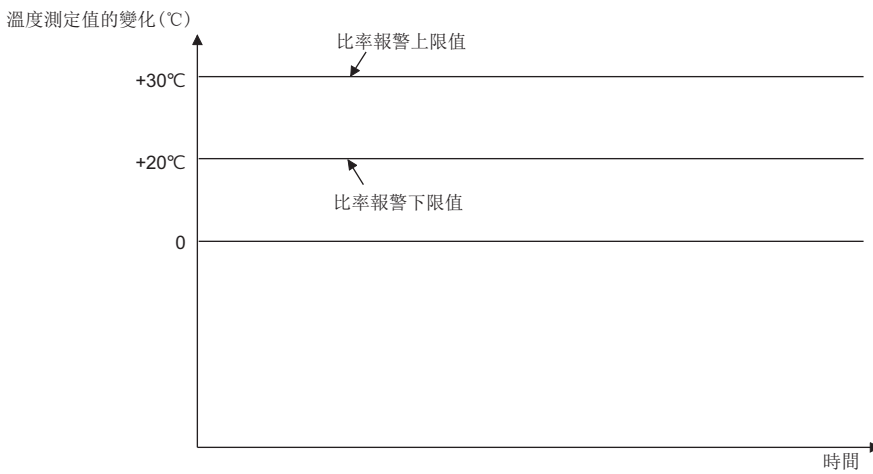 溫度測定值的變化(℃)
比率報警上限值
+30℃
+20℃
比率報警下限值
0
時間